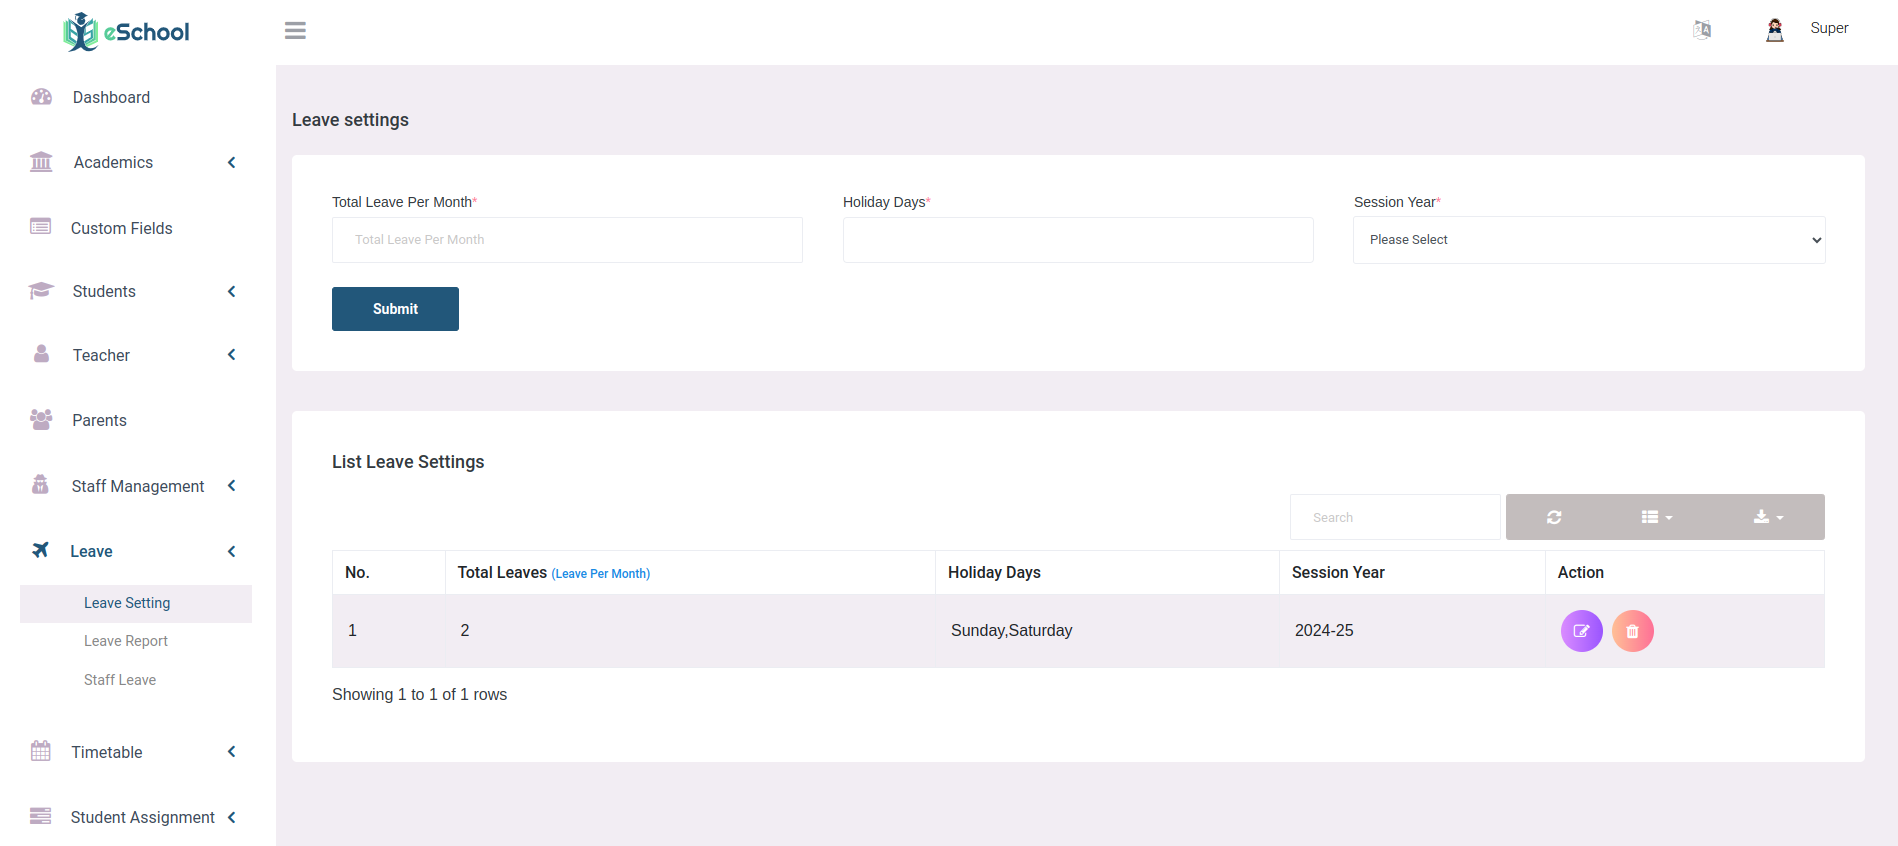 eSchool
Super
Dashboard
Academics
Custom Fields
Students
Teacher
Parents
Staff Management
Leave
Leave Setting
Leave Report
Staff Leave
Timetable
Student Assignment
Leave settings
Total Leave Per Month*
Holiday Days*
Session Year*
Total Leave Per Month
Please Select
Submit
List Leave Settings
Search
No. Total Leaves (Leave Per Month) Holiday Days Session Year Action
1 2 Sunday,Saturday 2024-25
Showing 1 to 1 of 1 rows